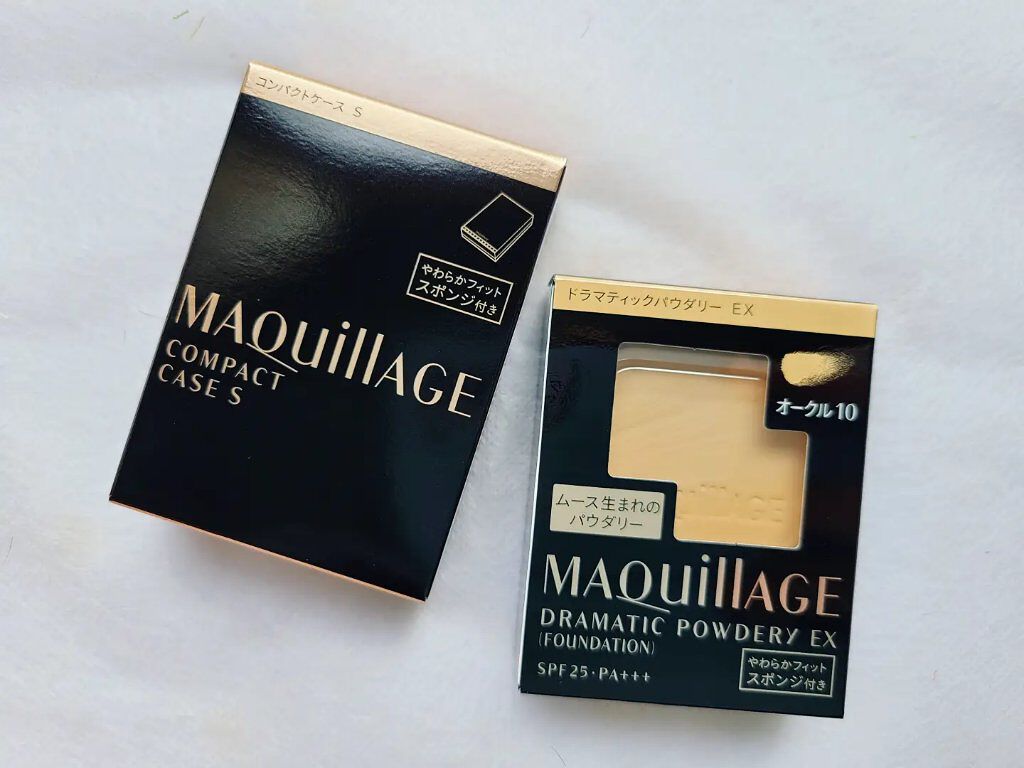 コンパクトケース S
やわらかフィット
スポンジ付き
MAQuillAGE
COMPACT
CASE S
ドラマティックパウダリー EX
オークル10
ムース生まれの
パウダリー
QuillAGE
MAQuillAGE
DRAMATIC POWDERY EX
(FOUNDATION)
SPF25・PA+++
やわらかフィット
スポンジ付き